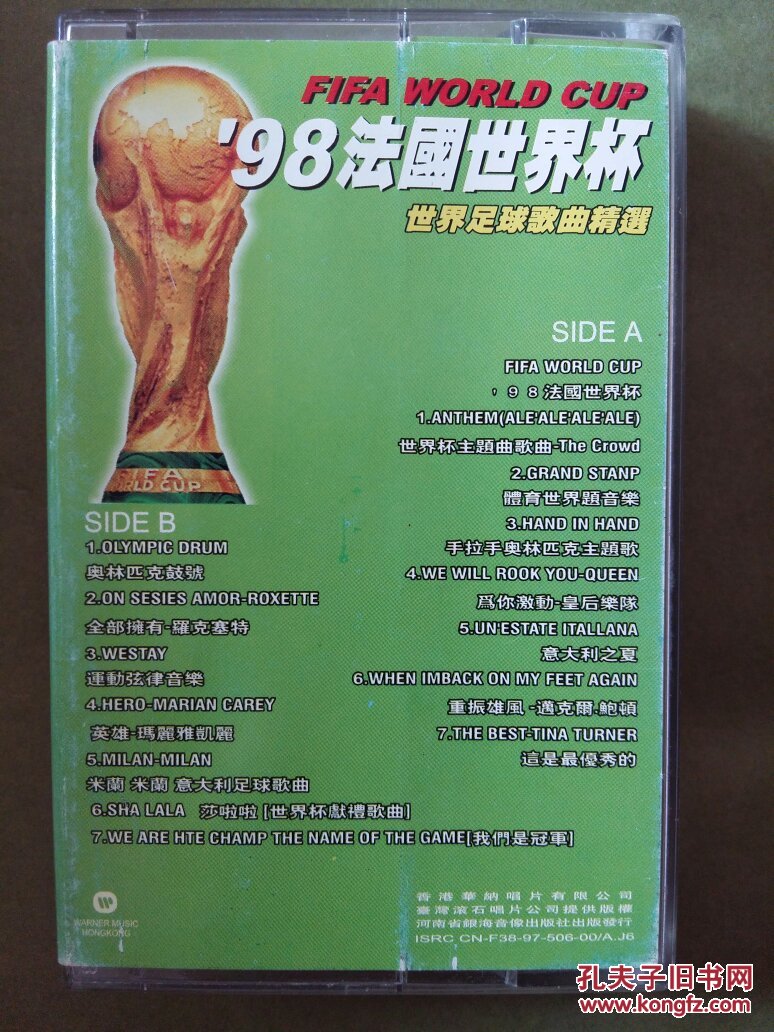 FIFA WORLD CUP
'98法國世界杯
世界足球歌曲精選
FIFA
WORLD CUP
SIDE A
FIFA WORLD CUP
，９８法國世界杯
1.ANTHEM(ALE'ALE'ALE'ALE)
世界杯主題曲歌曲-The Crowd
2.GRAND STANP
體育世界題音樂
3.HAND IN HAND
手拉手奥林匹克主題歌
4.WE WILL ROOK YOU-QUEEN
爲你激動-皇后樂隊
5.UN'ESTATE ITALLANA
意大利之夏
6.WHEN IMBACK ON MY FEET AGAIN
重振雄風-邁克爾.鮑頓
7.THE BEST-TINA TURNER
這是最優秀的
SIDE B
1.OLYMPIC DRUM
奥林匹克鼓號
2.ON SESIES AMOR-ROXETTE
全部擁有-羅克塞特
3.WESTAY
運動弦律音樂
4.HERO-MARIAN CAREY
英雄-瑪麗雅凱麗
5.MILAN-MILAN
米蘭 米蘭 意大利足球歌曲
6.SHA LALA 莎啦啦 [世界杯獻禮歌曲]
7.WE ARE HTE CHAMP THE NAME OF THE GAME[我們是冠軍]
WARNER MUSIC
HONGKONG
香港華納唱片有限公司
臺灣滚石唱片公司提供版權
河南省銀海音像出版社出版發行
ISRC CN-F38-97-506-00/A.J6
孔夫子旧书网
www.kongfz.com